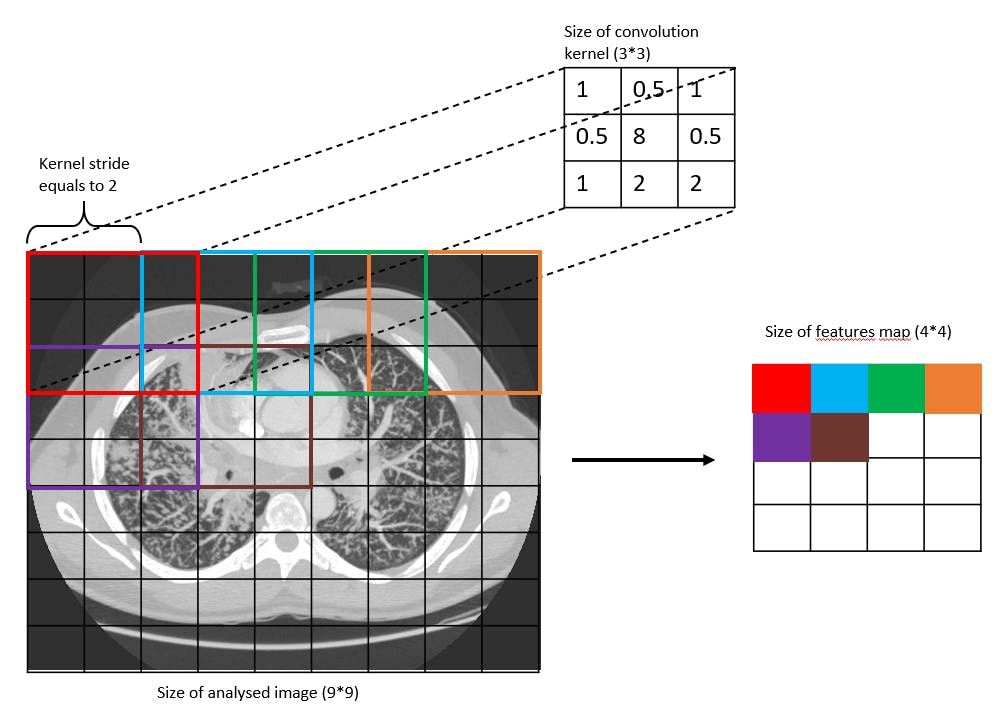 Size of convolution
kernel (3*3)
1 0.5 1
0.5 8 0.5
1 2 2
Kernel stride
equals to 2
Size of features map (4*4)
Size of analysed image (9*9)